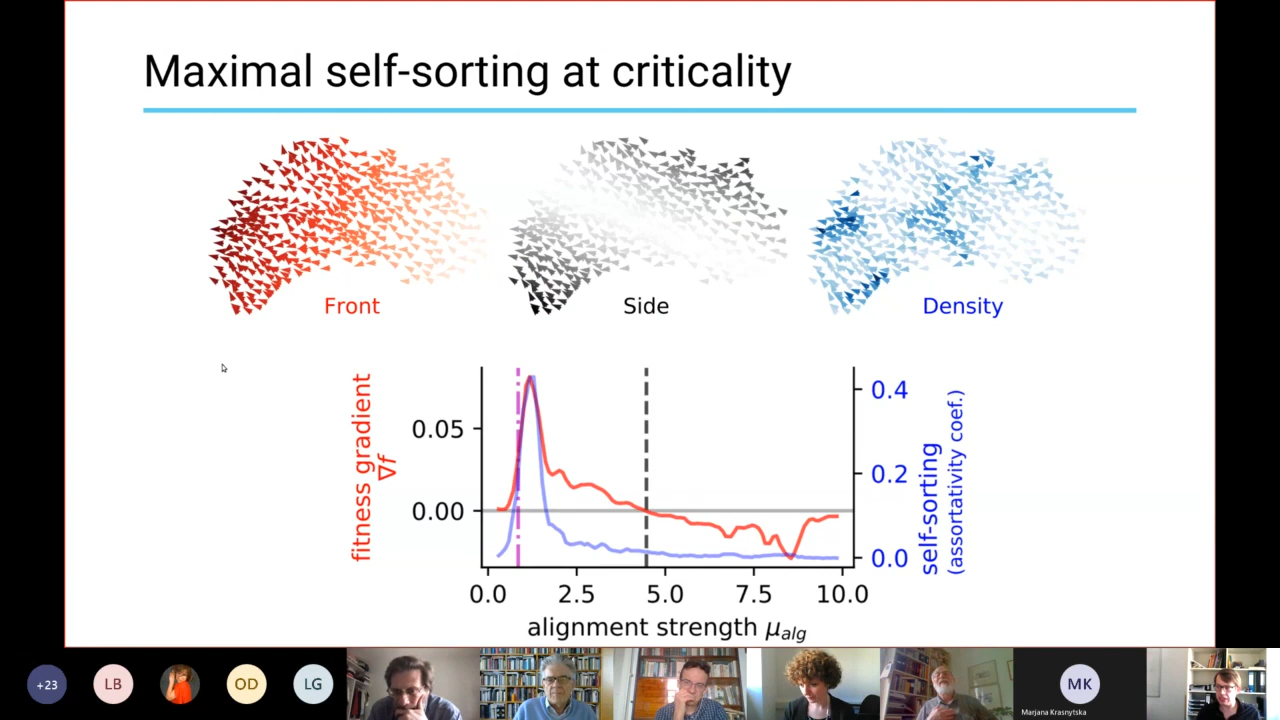 Maximal self-sorting at criticality
Front
Side
Density
fitness gradient
∇f
0.05
0.00
0.4
0.2
0.0
self-sorting
(assortativity coef.)
0.0 2.5 5.0 7.5 10.0
alignment strength μalg
+23
LB
OD
LG
MK
Marjana Krasnytska